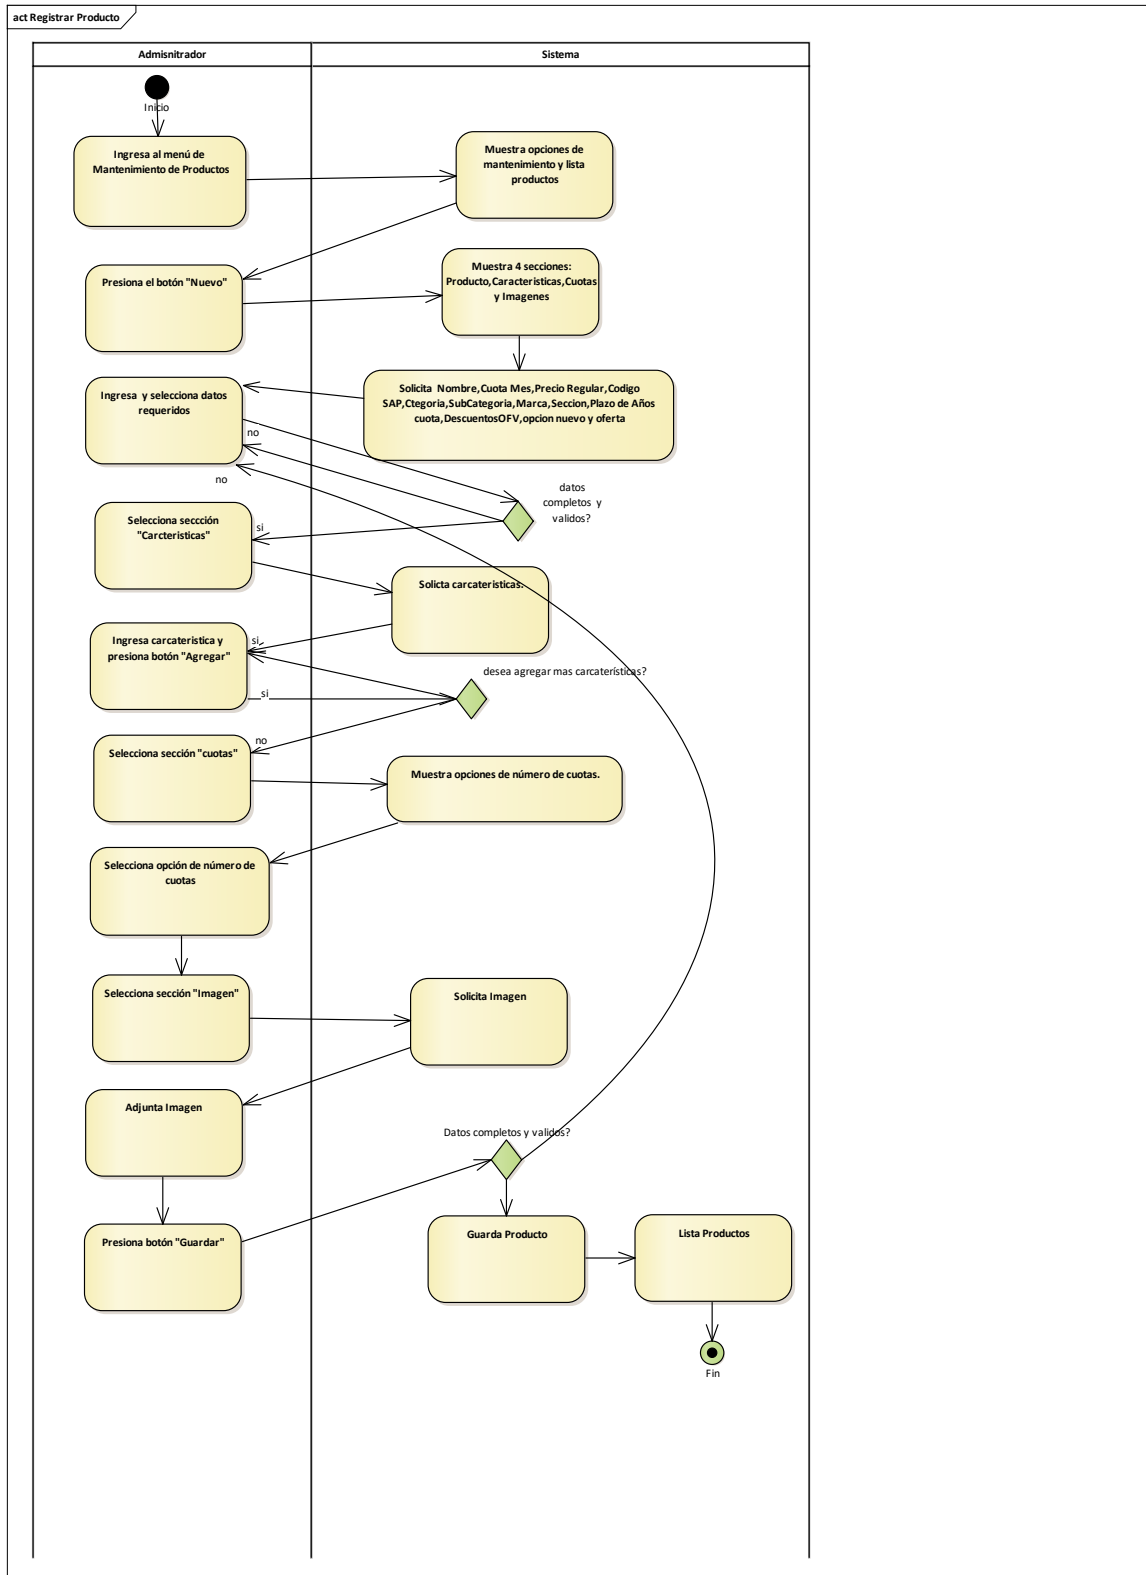 act Registrar Producto
Admisnitrador
Sistema
Inicio
Ingresa al menú de
Mantenimiento de Productos
Muestra opciones de
mantenimiento y lista
productos
Presiona el botón "Nuevo"
Muestra 4 secciones:
Producto,Caracteristicas,Cuotas
y Imagenes
Ingresa y selecciona datos
requeridos
Solicita Nombre,Cuota Mes,Precio Regular,Codigo
SAP,Ctegoria,SubCategoria,Marca,Seccion,Plazo de Años
cuota,DescuentosOFV,opcion nuevo y oferta
no
no
datos
completos y
validos?
Selecciona seccción
"Carcteristicas"
si
Solicta carcateristicas.
Ingresa carcateristica y
presiona botón "Agregar"
si
desea agregar mas carcaterísticas?
si
no
Selecciona sección "cuotas"
Muestra opciones de número de cuotas.
Selecciona opción de número de
cuotas
Selecciona sección "Imagen"
Solicita Imagen
Adjunta Imagen
Datos completos y validos?
Presiona botón "Guardar"
Guarda Producto
Lista Productos
Fin